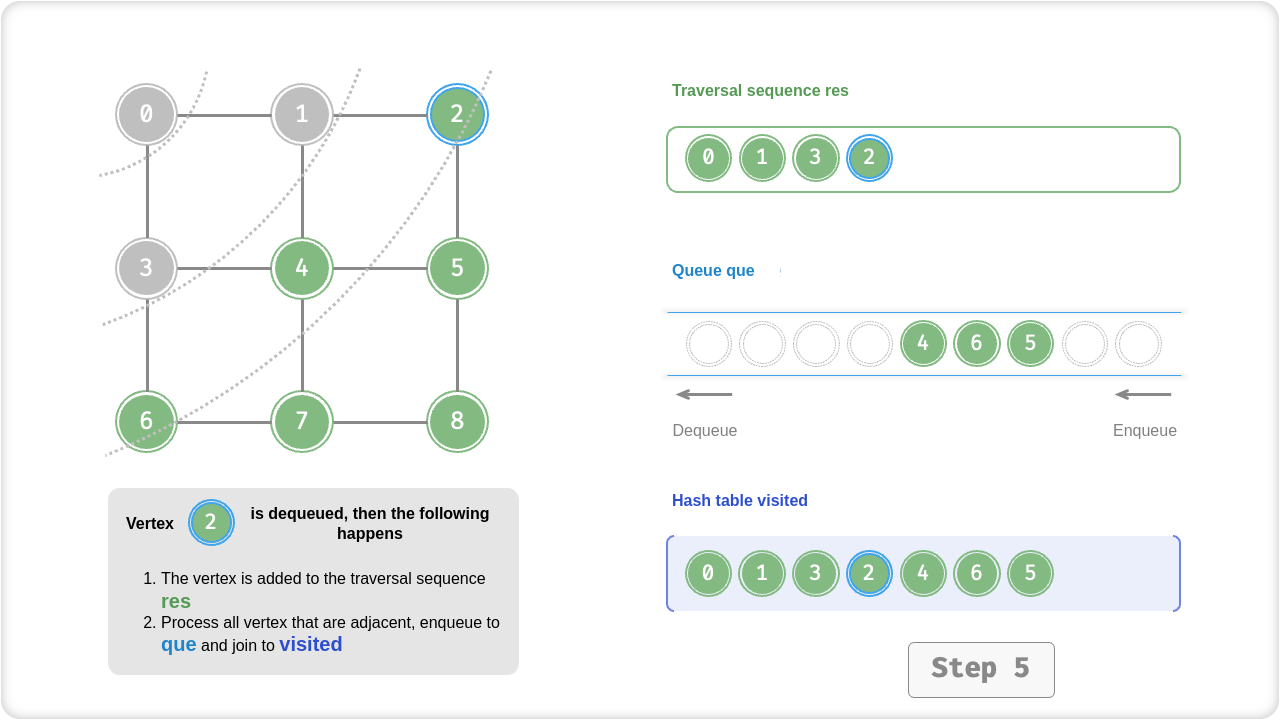 0 1 2
3 4 5
6 7 8
Vertex 2 is dequeued, then the following
happens
1. The vertex is added to the traversal sequence
res
2. Process all vertex that are adjacent, enqueue to
que and join to visited
Traversal sequence res
0 1 3 2
Queue que
4 6 5
Dequeue Enqueue
Hash table visited
0 1 3 2 4 6 5
Step 5